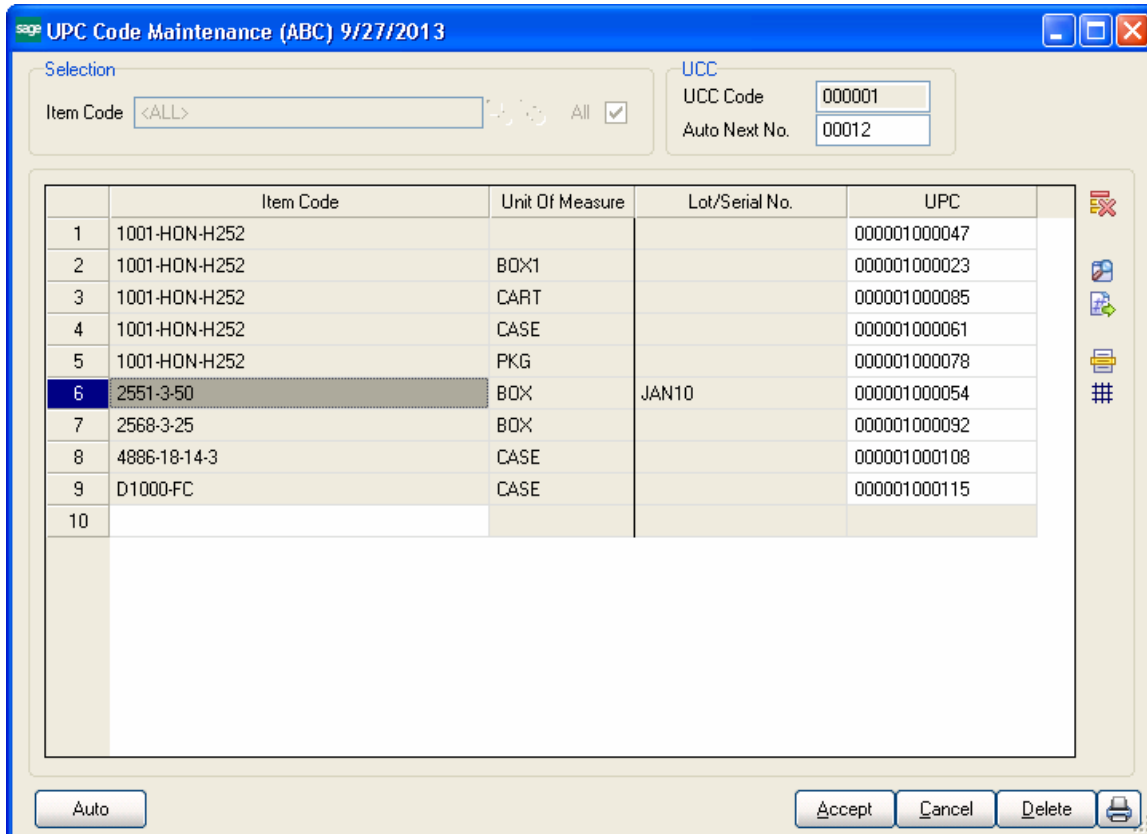 sage UPC Code Maintenance (ABC) 9/27/2013
Selection
UCC
Item Code <ALL> All
UCC Code 000001
Auto Next No. 00012
Item Code Unit Of Measure Lot/Serial No. UPC
1 1001-HON-H252 000001000047
2 1001-HON-H252 BOX1 000001000023
3 1001-HON-H252 CART 000001000085
4 1001-HON-H252 CASE 000001000061
5 1001-HON-H252 PKG 000001000078
6 2551-3-50 BOX JAN10 000001000054
7 2568-3-25 BOX 000001000092
8 4886-18-14-3 CASE 000001000108
9 D1000-FC CASE 000001000115
10
Auto Accept Cancel Delete